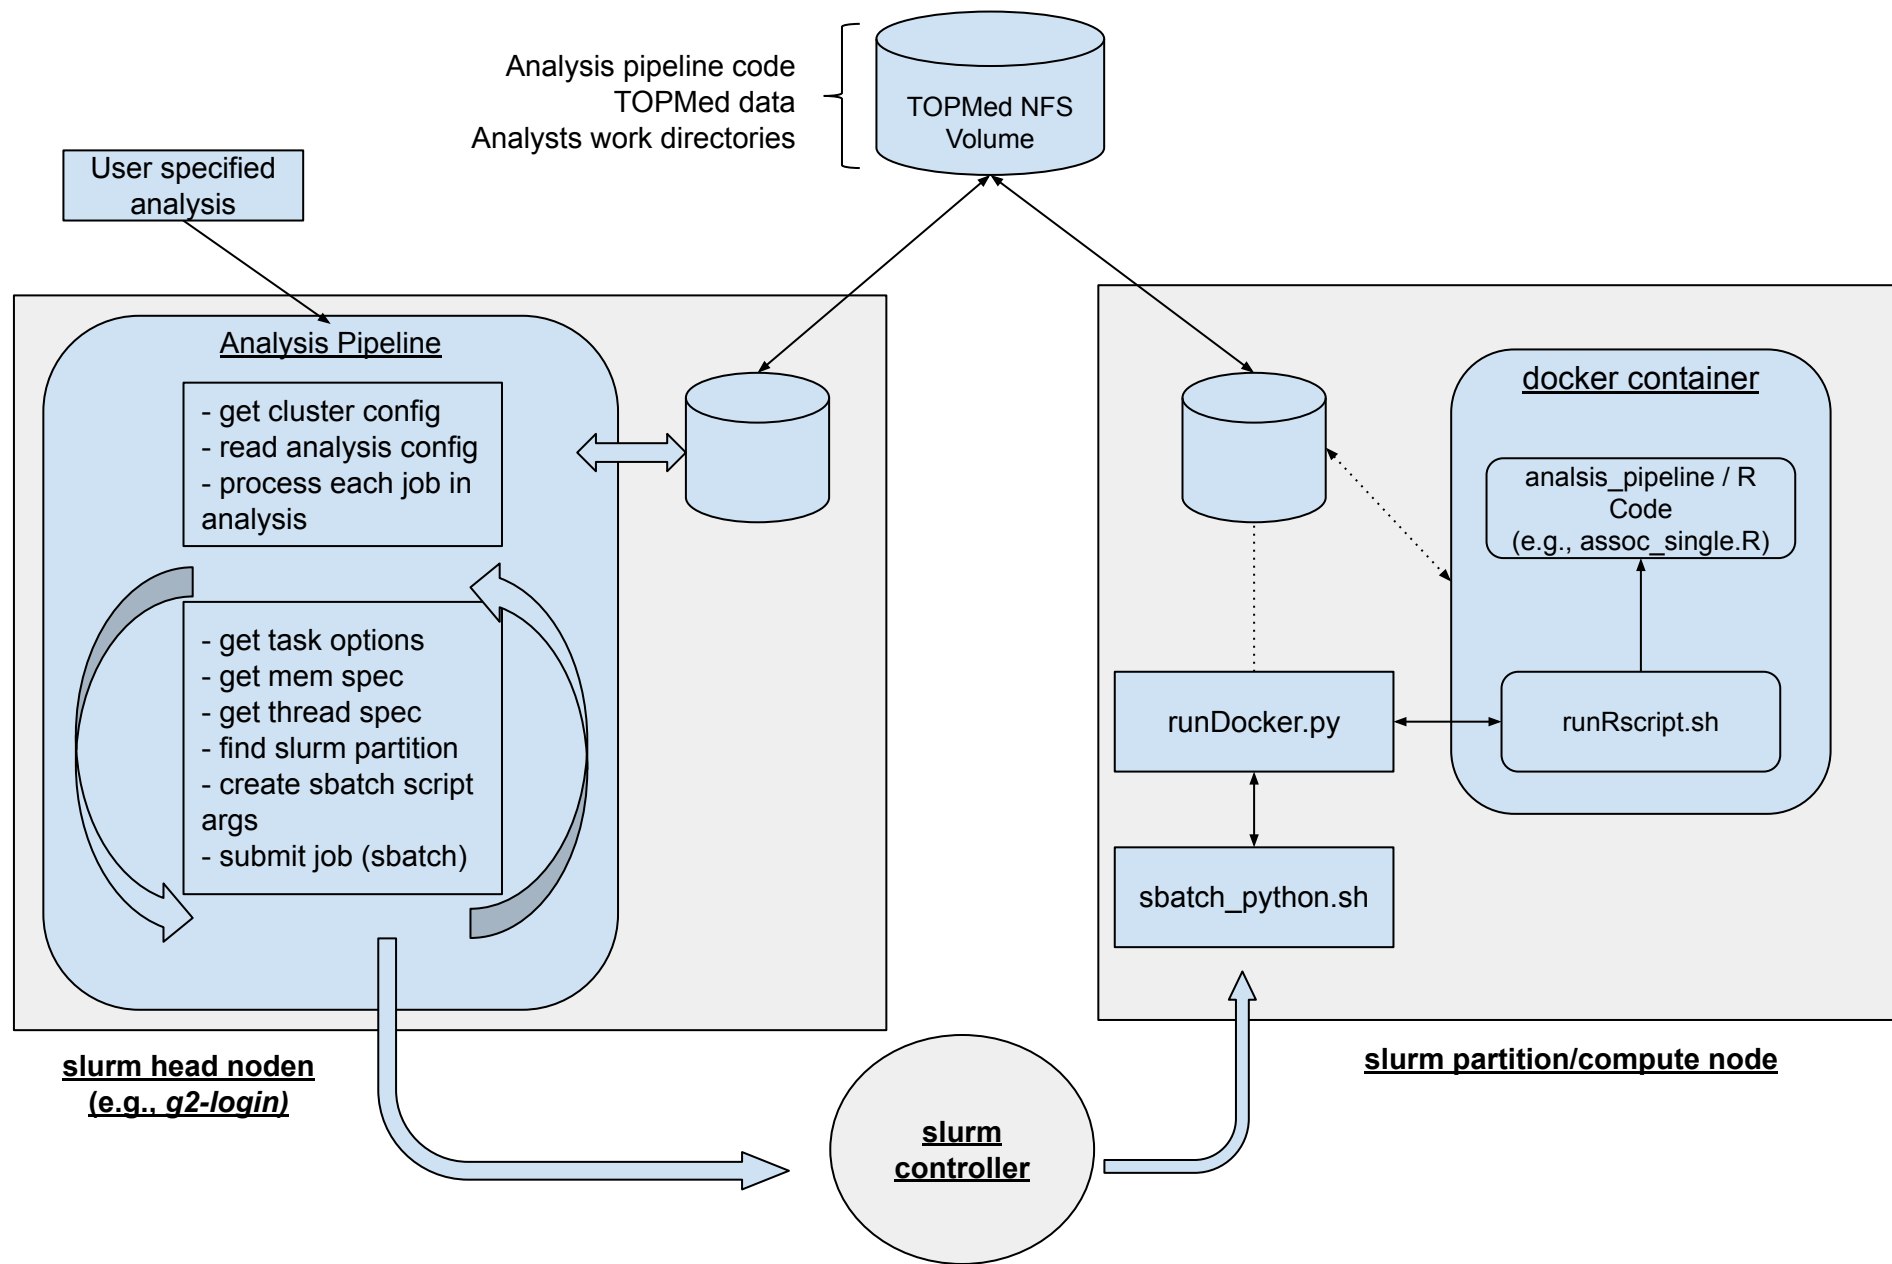 Analysis pipeline code
TOPMed data
Analysts work directories
TOPMed NFS
Volume
User specified
analysis
Analysis Pipeline
- get cluster config
- read analysis config
- process each job in
analysis
- get task options
- get mem spec
- get thread spec
- find slurm partition
- create sbatch script
args
- submit job (sbatch)
slurm head noden
(e.g., g2-login)
slurm
controller
docker container
analsis_pipeline / R
Code
(e.g., assoc_single.R)
runDocker.py
runRscript.sh
sbatch_python.sh
slurm partition/compute node